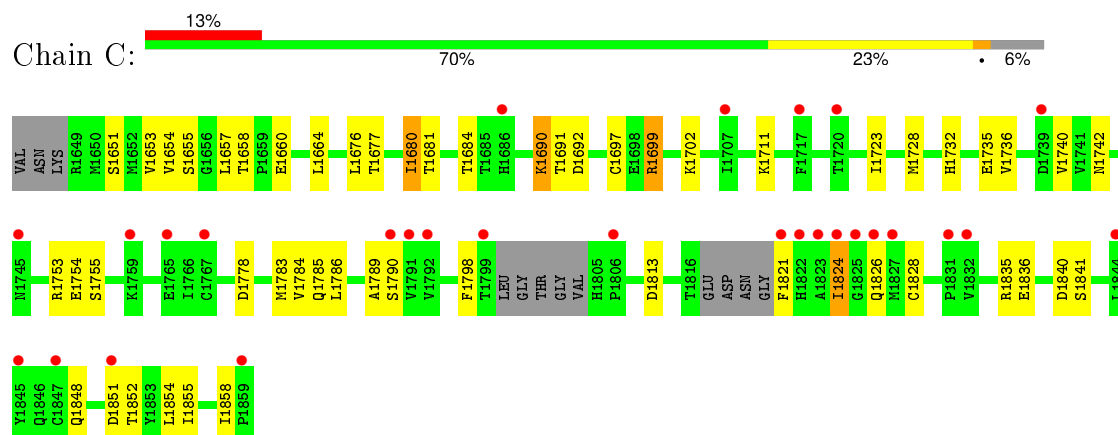 13%
Chain C:
70% 23% • 6%
VAL ASN LYS R1649 M1650 S1651 M1652 V1653 V1654 S1655 G1656 L1657 T1658 P1659 E1660 L1664 L1676 T1677 I1680 T1681 T1684 T1685 H1686 K1690 T1691 D1692 C1697 E1698 R1699 K1702 I1707 K1711 F1717 T1720 I1723 M1728 H1732 E1735 V1736 D1739 V1740 V1741 N1742
N1745 R1753 E1754 S1755 K1759 E1765 I1766 C1767 D1778 M1783 V1784 Q1785 L1786 A1789 S1790 V1791 V1792 F1798 T1799 LEU GLY THR GLY VAL H1805 P1806 D1813 T1816 GLU ASP ASN GLY F1821 H1822 A1823 I1824 G1825 Q1826 M1827 C1828 P1831 V1832 R1835 E1836 D1840 S1841 L1844
Y1845 Q1846 C1847 Q1848 D1851 T1852 Y1853 L1854 I1855 I1858 P1859